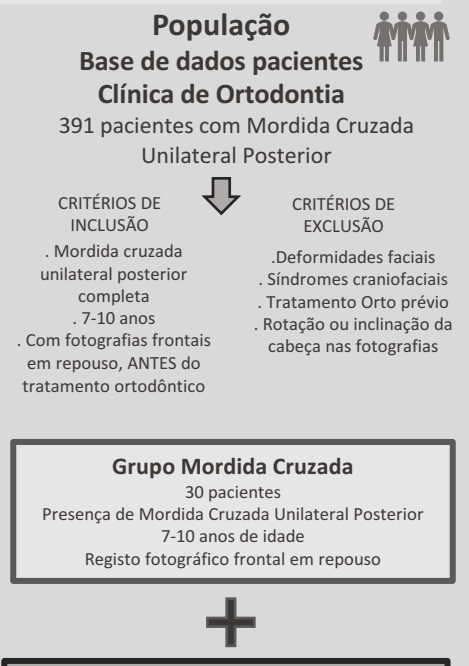 População
Base de dados pacientes
Clínica de Ortodontia
391 pacientes com Mordida Cruzada
Unilateral Posterior
CRITÉRIOS DE
INCLUSÃO
. Mordida cruzada
unilateral posterior
completa
. 7-10 anos
. Com fotografias frontais
em repouso, ANTES do
tratamento ortodôntico
CRITÉRIOS DE
EXCLUSÃO
.Deformidades faciais
. Síndromes craniofaciais
. Tratamento Orto prévio
. Rotação ou inclinação da
cabeça nas fotografias
Grupo Mordida Cruzada
30 pacientes
Presença de Mordida Cruzada Unilateral Posterior
7-10 anos de idade
Registo fotográfico frontal em repouso
+